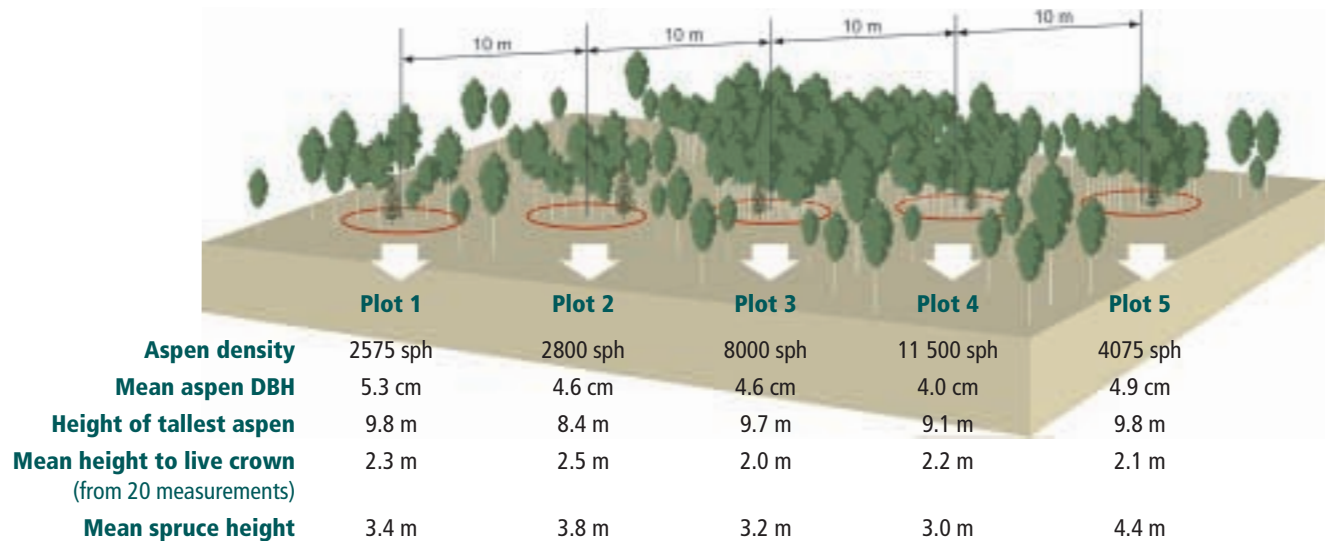 10 m 10 m 10 m 10 m
Plot 1 Plot 2 Plot 3 Plot 4 Plot 5
Aspen density 2575 sph 2800 sph 8000 sph 11 500 sph 4075 sph
Mean aspen DBH 5.3 cm 4.6 cm 4.6 cm 4.0 cm 4.9 cm
Height of tallest aspen 9.8 m 8.4 m 9.7 m 9.1 m 9.8 m
Mean height to live crown 2.3 m 2.5 m 2.0 m 2.2 m 2.1 m
(from 20 measurements)
Mean spruce height 3.4 m 3.8 m 3.2 m 3.0 m 4.4 m